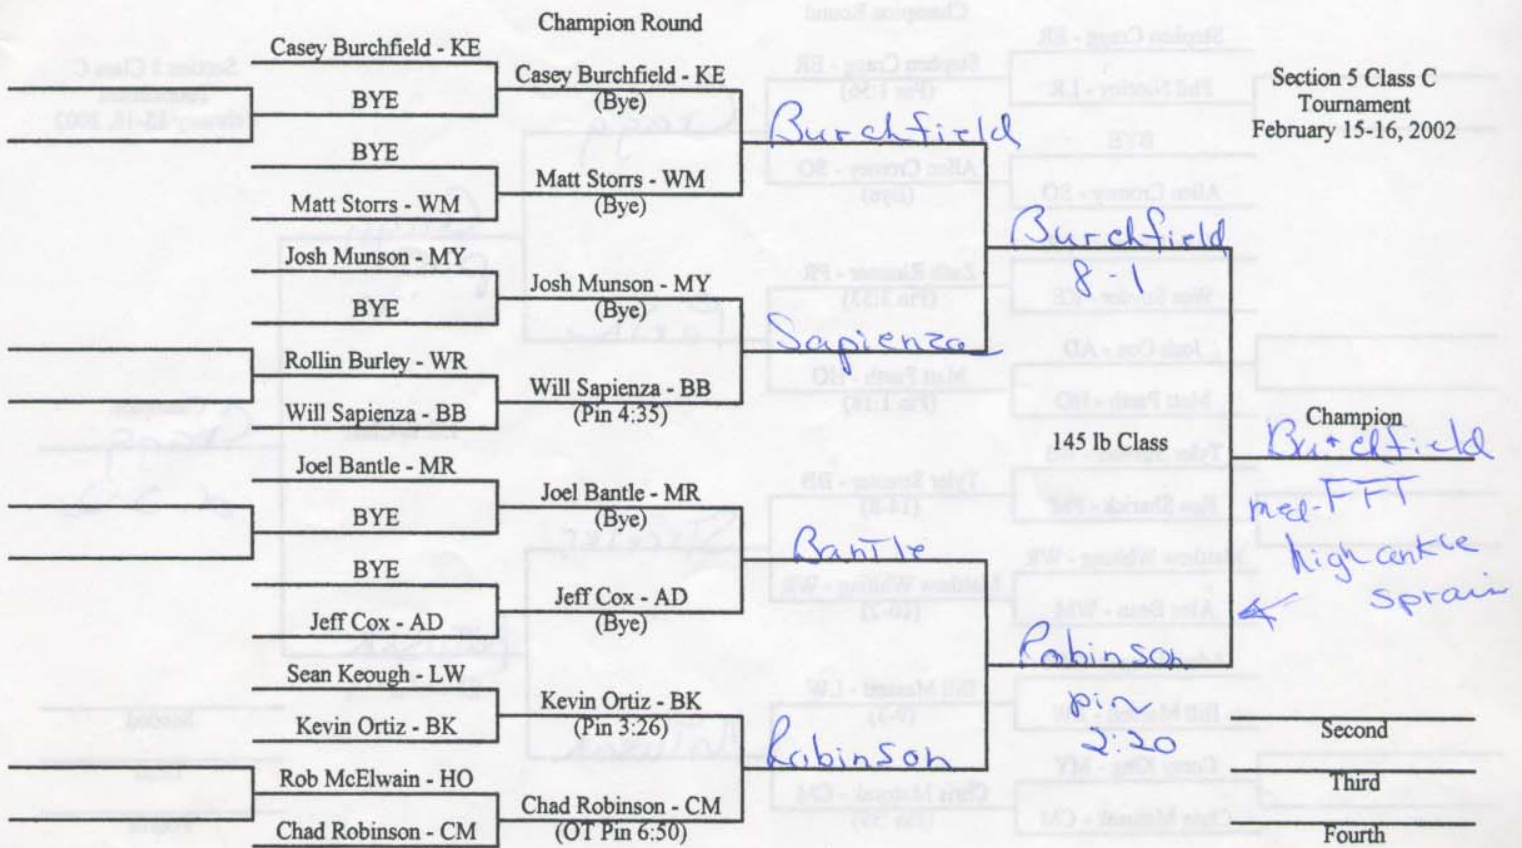 Champion Round
Section 5 Class C
Tournament
February 15-16, 2002
Casey Burchfield - KE
BYE
BYE
Matt Storrs - WM
Josh Munson - MY
BYE
Rollin Burley - WR
Will Sapienza - BB
Joel Bantle - MR
BYE
BYE
Jeff Cox - AD
Sean Keough - LW
Kevin Ortiz - BK
Rob McElwain - HO
Chad Robinson - CM
Casey Burchfield - KE
(Bye)
Matt Storrs - WM
(Bye)
Josh Munson - MY
(Bye)
Will Sapienza - BB
(Pin 4:35)
Joel Bantle - MR
(Bye)
Jeff Cox - AD
(Bye)
Kevin Ortiz - BK
(Pin 3:26)
Chad Robinson - CM
(OT Pin 6:50)
Burchfield
Sapienza
Bantle
Robinson
Burchfield
8-1
145 lb Class
Robinson
pin
2:20
Champion
Burchfield
med-FFT
high ankle
sprain
Second
Third
Fourth